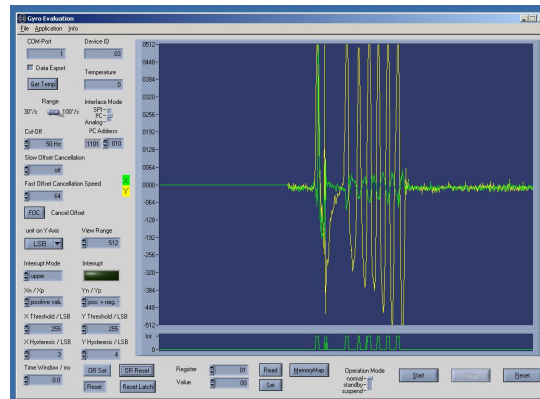 Gyro Evaluation
File Application Info
COM-Port Device ID
1 03
Data Export
Temperature
Get Temp 0
Range Interface Mode
30°/s 100°/s SPI
I²C
Analog
Cut-Off I²C Address
50 Hz 1101 010
Slow Offset Cancellation
off
Fast Offset Cancellation Speed
64
X
Y
FOC Cancel Offset
unit on Y-Axis View Range
LSB 512
Interrupt Mode Interrupt
upper
Xn / Xp Yn / Yp
positive valu. pos. + neg.
X Threshold / LSB Y Threshold / LSB
255 255
X Hysteresis / LSB Y Hysteresis / LSB
3 4
Time Window / ms
0.0
OR Set OR Reset
Reset Reset Latch
0512
0448
0384
0320
0256
0192
0128
0064
0000
-064
-128
-192
-256
-320
-384
-448
-512
Int
0
Register 01 Read MemoryMap
Value 00 Set
Operation Mode
normal
standby
suspend
Start Reset